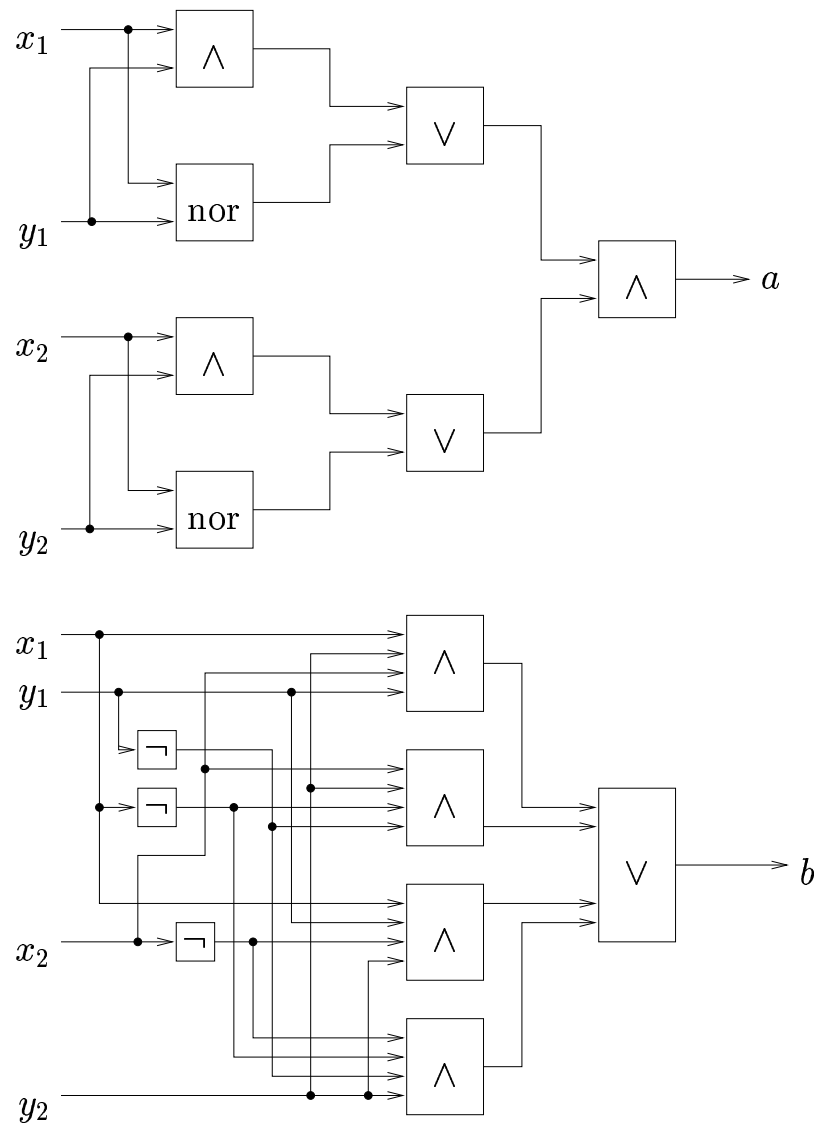 x₁
∧
∨
nor
y₁
∧
a
x₂
∧
∨
nor
y₂
x₁
∧
y₁
¬
¬
∧
∨
b
x₂
¬
∧
∧
y₂